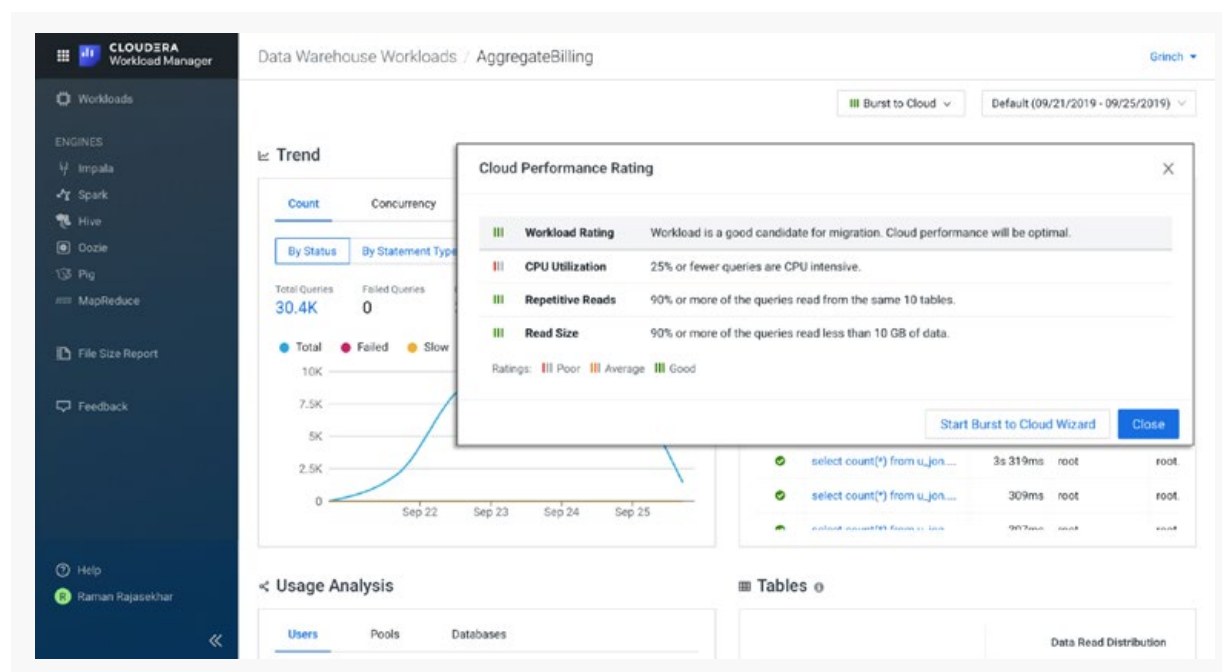 CLOUDERA
Workload Manager
Data Warehouse Workloads / AggregateBilling
Grinch
Workloads
Burst to Cloud
Default (09/21/2019 - 09/25/2019)
ENGINES
Impala
Spark
Hive
Oozie
Pig
MapReduce
File Size Report
Feedback
Help
R
Raman Rajasekhar
Trend
Count
Concurrency
By Status
By Statement Type
Total Queries
Failed Queries
30.4K
0
Total
Failed
Slow
10K
7.5K
5K
2.5K
0
Sep 22
Sep 23
Sep 24
Sep 25
Cloud Performance Rating
Workload Rating Workload is a good candidate for migration. Cloud performance will be optimal.
CPU Utilization 25% or fewer queries are CPU intensive.
Repetitive Reads 90% or more of the queries read from the same 10 tables.
Read Size 90% or more of the queries read less than 10 GB of data.
Ratings: Poor Average Good
Start Burst to Cloud Wizard
Close
select count(*) from u_jon.... 3s 319ms root root.
select count(*) from u_jon.... 309ms root root.
Usage Analysis
Users
Pools
Databases
Tables
Data Read Distribution